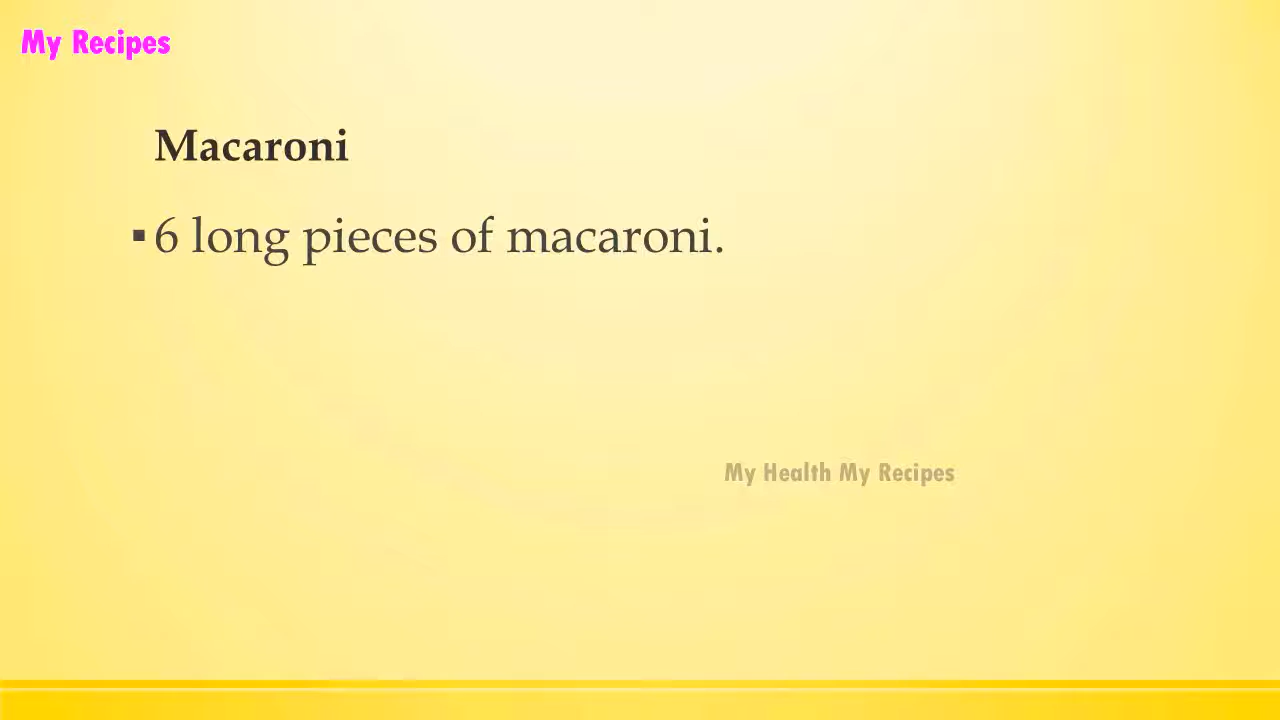 My Recipes
Macaroni
▪6 long pieces of macaroni.
My Health My Recipes